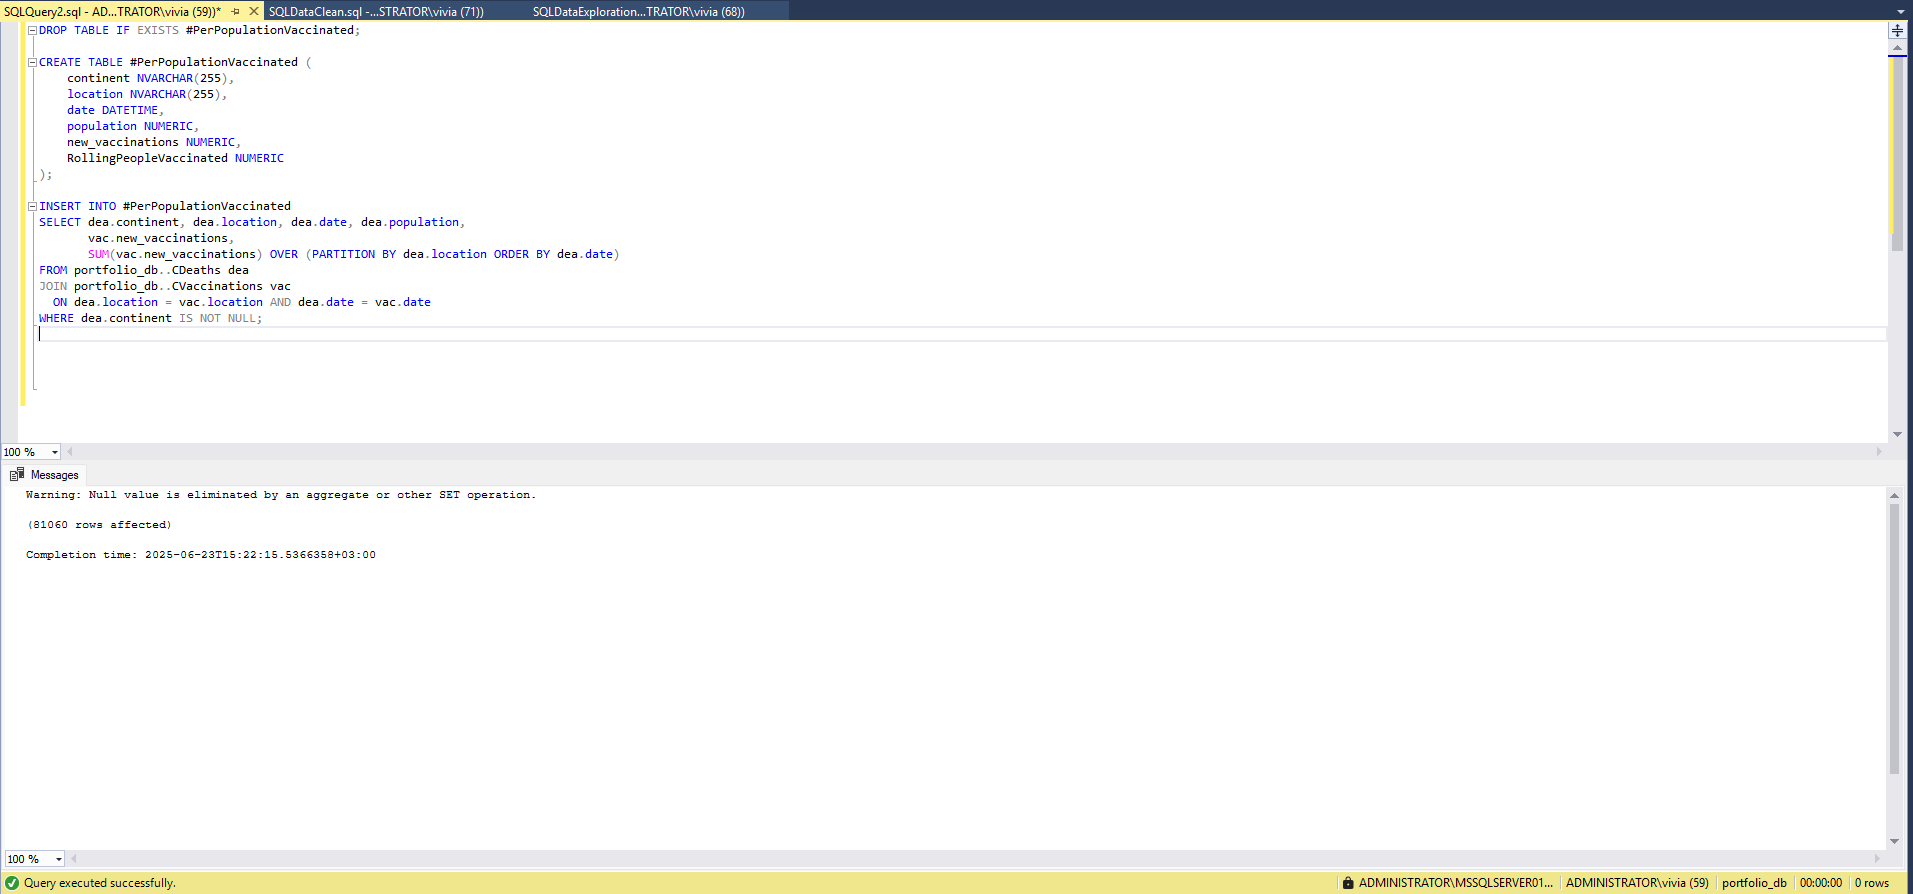 SQLQuery2.sql - AD...TRATOR\vivia (59))* SQLDataClean.sql -...STRATOR\vivia (71)) SQLDataExploration...TRATOR\vivia (68))
DROP TABLE IF EXISTS #PerPopulationVaccinated;
CREATE TABLE #PerPopulationVaccinated (
    continent NVARCHAR(255),
    location NVARCHAR(255),
    date DATETIME,
    population NUMERIC,
    new_vaccinations NUMERIC,
    RollingPeopleVaccinated NUMERIC
);
INSERT INTO #PerPopulationVaccinated
SELECT dea.continent, dea.location, dea.date, dea.population,
       vac.new_vaccinations,
       SUM(vac.new_vaccinations) OVER (PARTITION BY dea.location ORDER BY dea.date)
FROM portfolio_db..CDeaths dea
JOIN portfolio_db..CVaccinations vac
  ON dea.location = vac.location AND dea.date = vac.date
WHERE dea.continent IS NOT NULL;
100 %
Messages
Warning: Null value is eliminated by an aggregate or other SET operation.
(81060 rows affected)
Completion time: 2025-06-23T15:22:15.5366358+03:00
100 %
Query executed successfully. ADMINISTRATOR\MSSQLSERVER01... ADMINISTRATOR\vivia (59) portfolio_db 00:00:00 0 rows